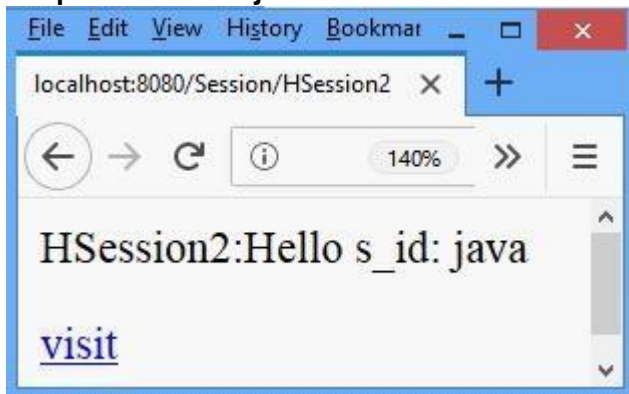 File Edit View History Bookmar
localhost:8080/Session/HSession2
140%
HSession2:Hello s_id: java
visit